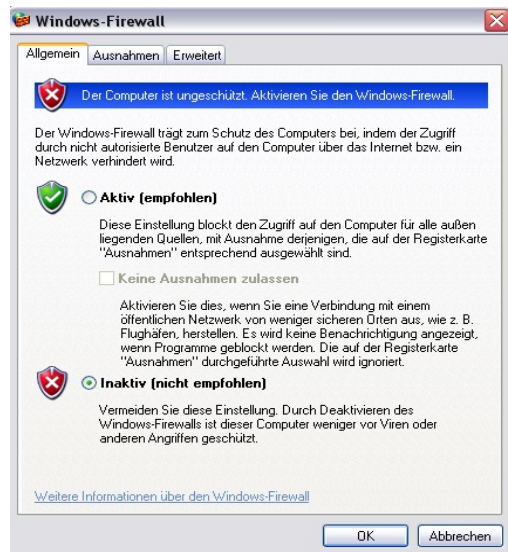 Windows-Firewall
Allgemein Ausnahmen Erweitert
Der Computer ist ungeschützt. Aktivieren Sie den Windows-Firewall.
Der Windows-Firewall trägt zum Schutz des Computers bei, indem der Zugriff
durch nicht autorisierte Benutzer auf den Computer über das Internet bzw. ein
Netzwerk verhindert wird.
Aktiv (empfohlen)
Diese Einstellung blockt den Zugriff auf den Computer für alle außen
liegenden Quellen, mit Ausnahme derjenigen, die auf der Registerkarte
"Ausnahmen" entsprechend ausgewählt sind.
Keine Ausnahmen zulassen
Aktivieren Sie dies, wenn Sie eine Verbindung mit einem
öffentlichen Netzwerk von weniger sicheren Orten aus, wie z. B.
Flughäfen, herstellen. Es wird keine Benachrichtigung angezeigt,
wenn Programme geblockt werden. Die auf der Registerkarte
"Ausnahmen" durchgeführte Auswahl wird ignoriert.
Inaktiv (nicht empfohlen)
Vermeiden Sie diese Einstellung. Durch Deaktivieren des
Windows-Firewalls ist dieser Computer weniger vor Viren oder
anderen Angriffen geschützt.
Weitere Informationen über den Windows-Firewall
OK Abbrechen